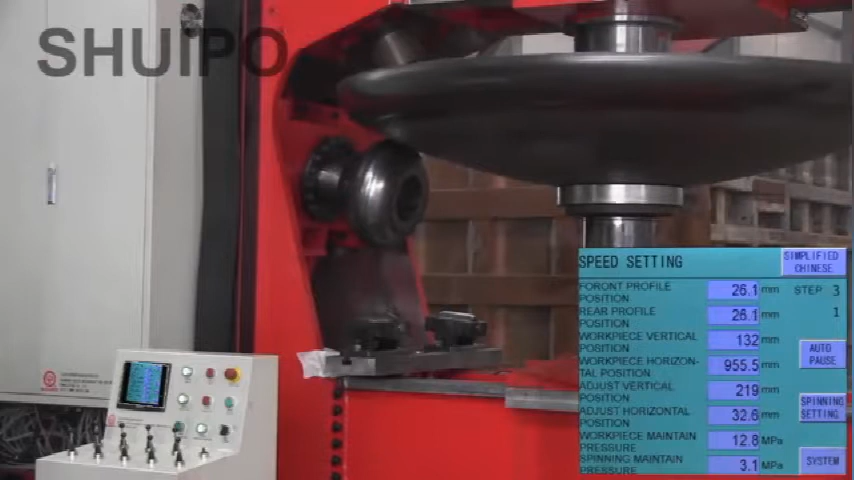 SHUIPO
SPEED SETTING
SIMPLIFIED
CHINESE
FORONT PROFILE
POSITION
26.1 mm
STEP 3
REAR PROFILE
POSITION
26.1 mm
1
WORKPIECE VERTICAL
POSITION
132 mm
AUTO
PAUSE
WORKPIECE HORIZON-
TAL POSITION
955.5 mm
ADJUST VERTICAL
POSITION
219 mm
ADJUST HORIZONTAL
POSITION
32.6 mm
SPINNING
SETTING
WORKPIECE MAINTAIN
PRESSURE
12.8 MPa
SPINNING MAINTAIN
PRESSURE
3.1 MPa
SYSTEM